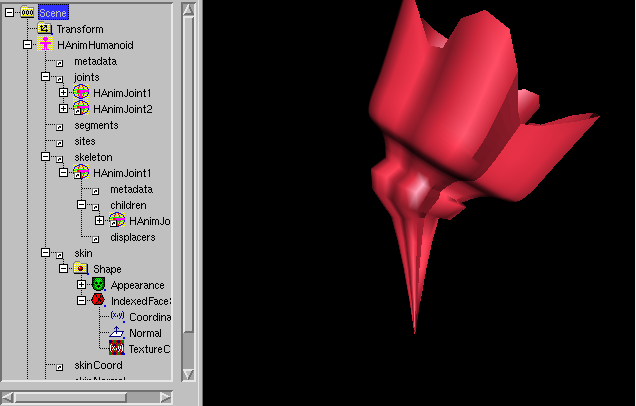 Scene
Transform
HAnimHumanoid
metadata
joints
HAnimJoint1
HAnimJoint2
segments
sites
skeleton
HAnimJoint1
metadata
children
HAnimJo
displacers
skin
Shape
Appearance
IndexedFace
Coordina
Normal
TextureC
skinCoord